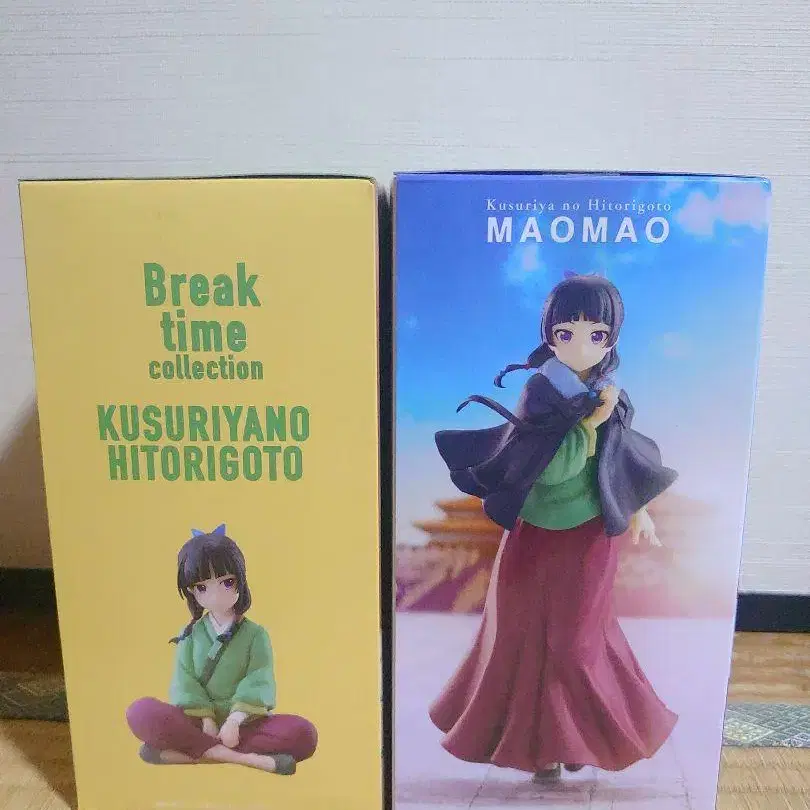 Break
time
collection
KUSURIYANO
HITORIGOTO
Kusuriya no Hitorigoto
MAOMAO